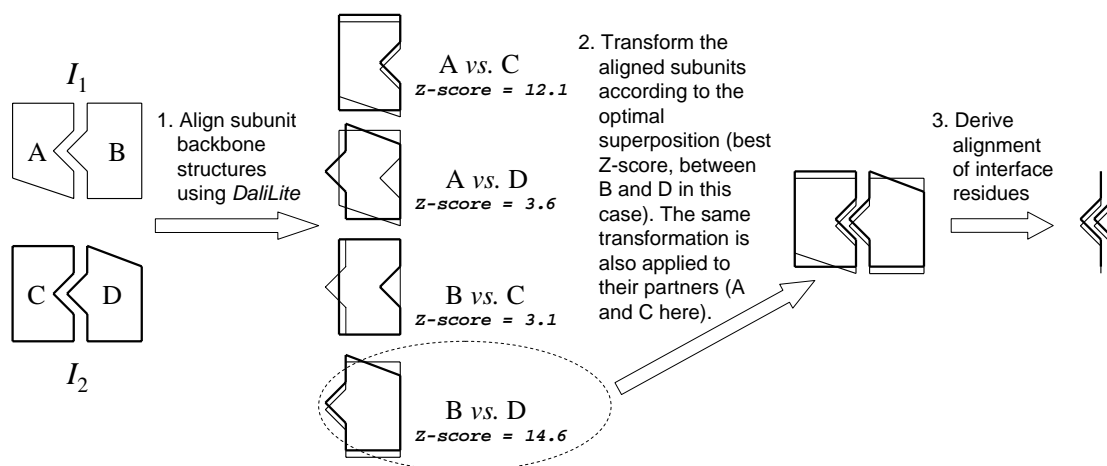 I1
A B
C D
I2
1. Align subunit
backbone
structures
using DaliLite
A vs. C
Z-score = 12.1
A vs. D
Z-score = 3.6
B vs. C
Z-score = 3.1
B vs. D
Z-score = 14.6
2. Transform the
aligned subunits
according to the
optimal
superposition (best
Z-score, between
B and D in this
case). The same
transformation is
also applied to
their partners (A
and C here).
3. Derive
alignment
of interface
residues